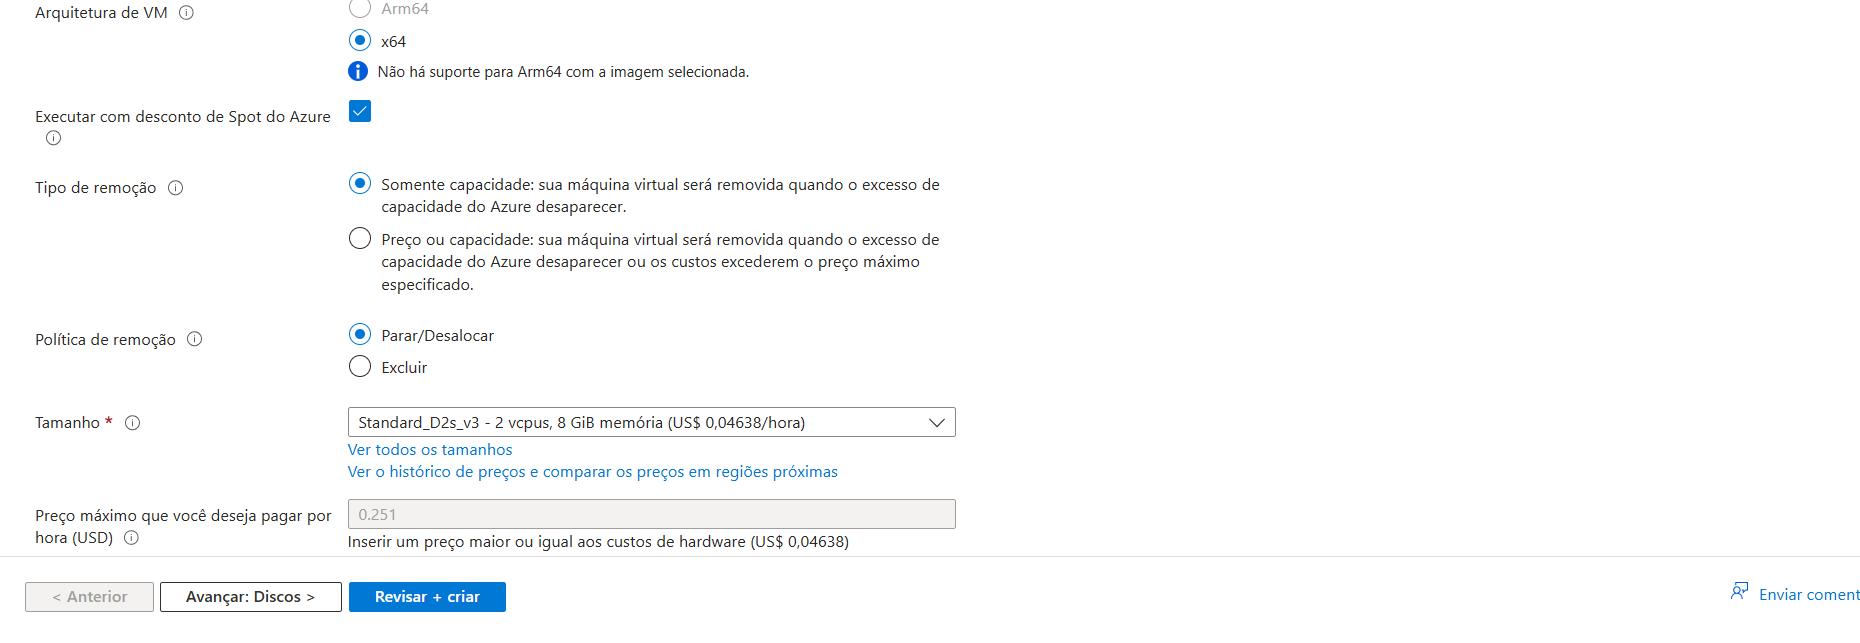 Arquitetura de VM
Arm64
x64
Não há suporte para Arm64 com a imagem selecionada.
Executar com desconto de Spot do Azure
Tipo de remoção
Somente capacidade: sua máquina virtual será removida quando o excesso de
capacidade do Azure desaparecer.
Preço ou capacidade: sua máquina virtual será removida quando o excesso de
capacidade do Azure desaparecer ou os custos excederem o preço máximo
especificado.
Política de remoção
Parar/Desalocar
Excluir
Tamanho *
Standard_D2s_v3 - 2 vcpus, 8 GiB memória (US$ 0,04638/hora)
Ver todos os tamanhos
Ver o histórico de preços e comparar os preços em regiões próximas
Preço máximo que você deseja pagar por
hora (USD)
0.251
Inserir um preço maior ou igual aos custos de hardware (US$ 0,04638)
< Anterior
Avançar: Discos >
Revisar + criar
Enviar coment